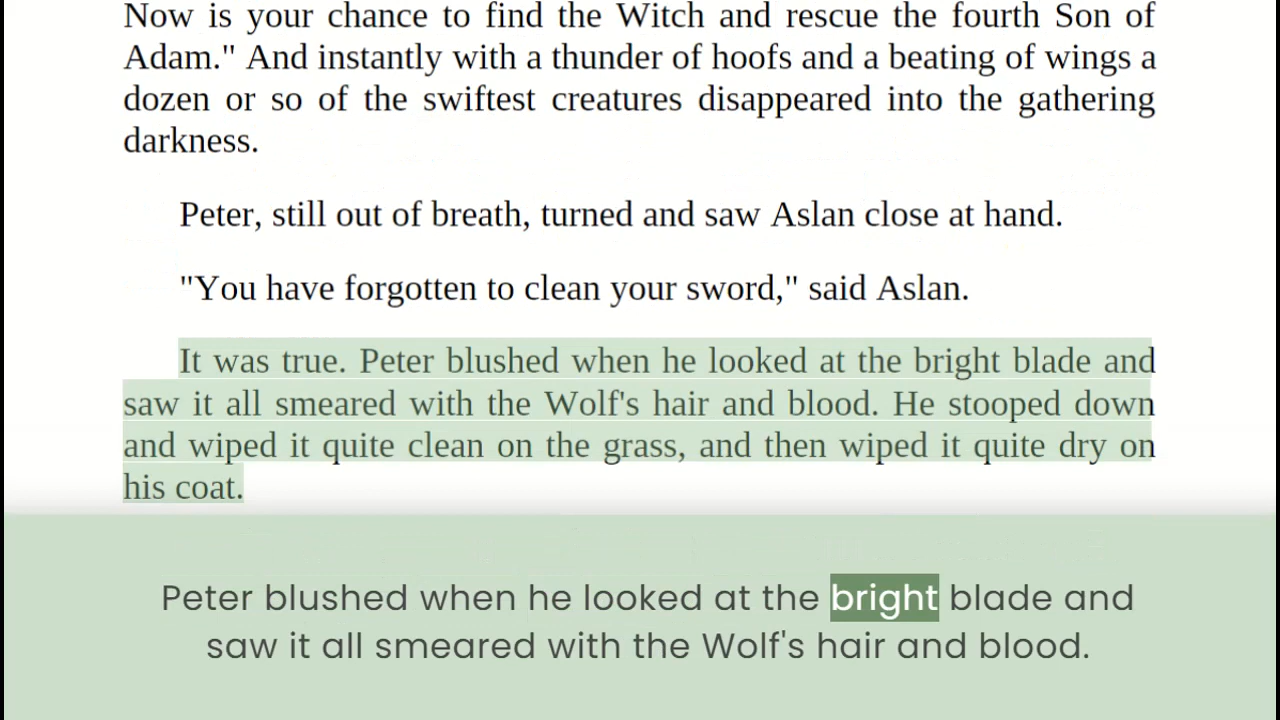 Now is your chance to find the Witch and rescue the fourth Son of
Adam." And instantly with a thunder of hoofs and a beating of wings a
dozen or so of the swiftest creatures disappeared into the gathering
darkness.
Peter, still out of breath, turned and saw Aslan close at hand.
"You have forgotten to clean your sword," said Aslan.
It was true. Peter blushed when he looked at the bright blade and
saw it all smeared with the Wolf's hair and blood. He stooped down
and wiped it quite clean on the grass, and then wiped it quite dry on
his coat.
Peter blushed when he looked at the bright blade and
saw it all smeared with the Wolf's hair and blood.